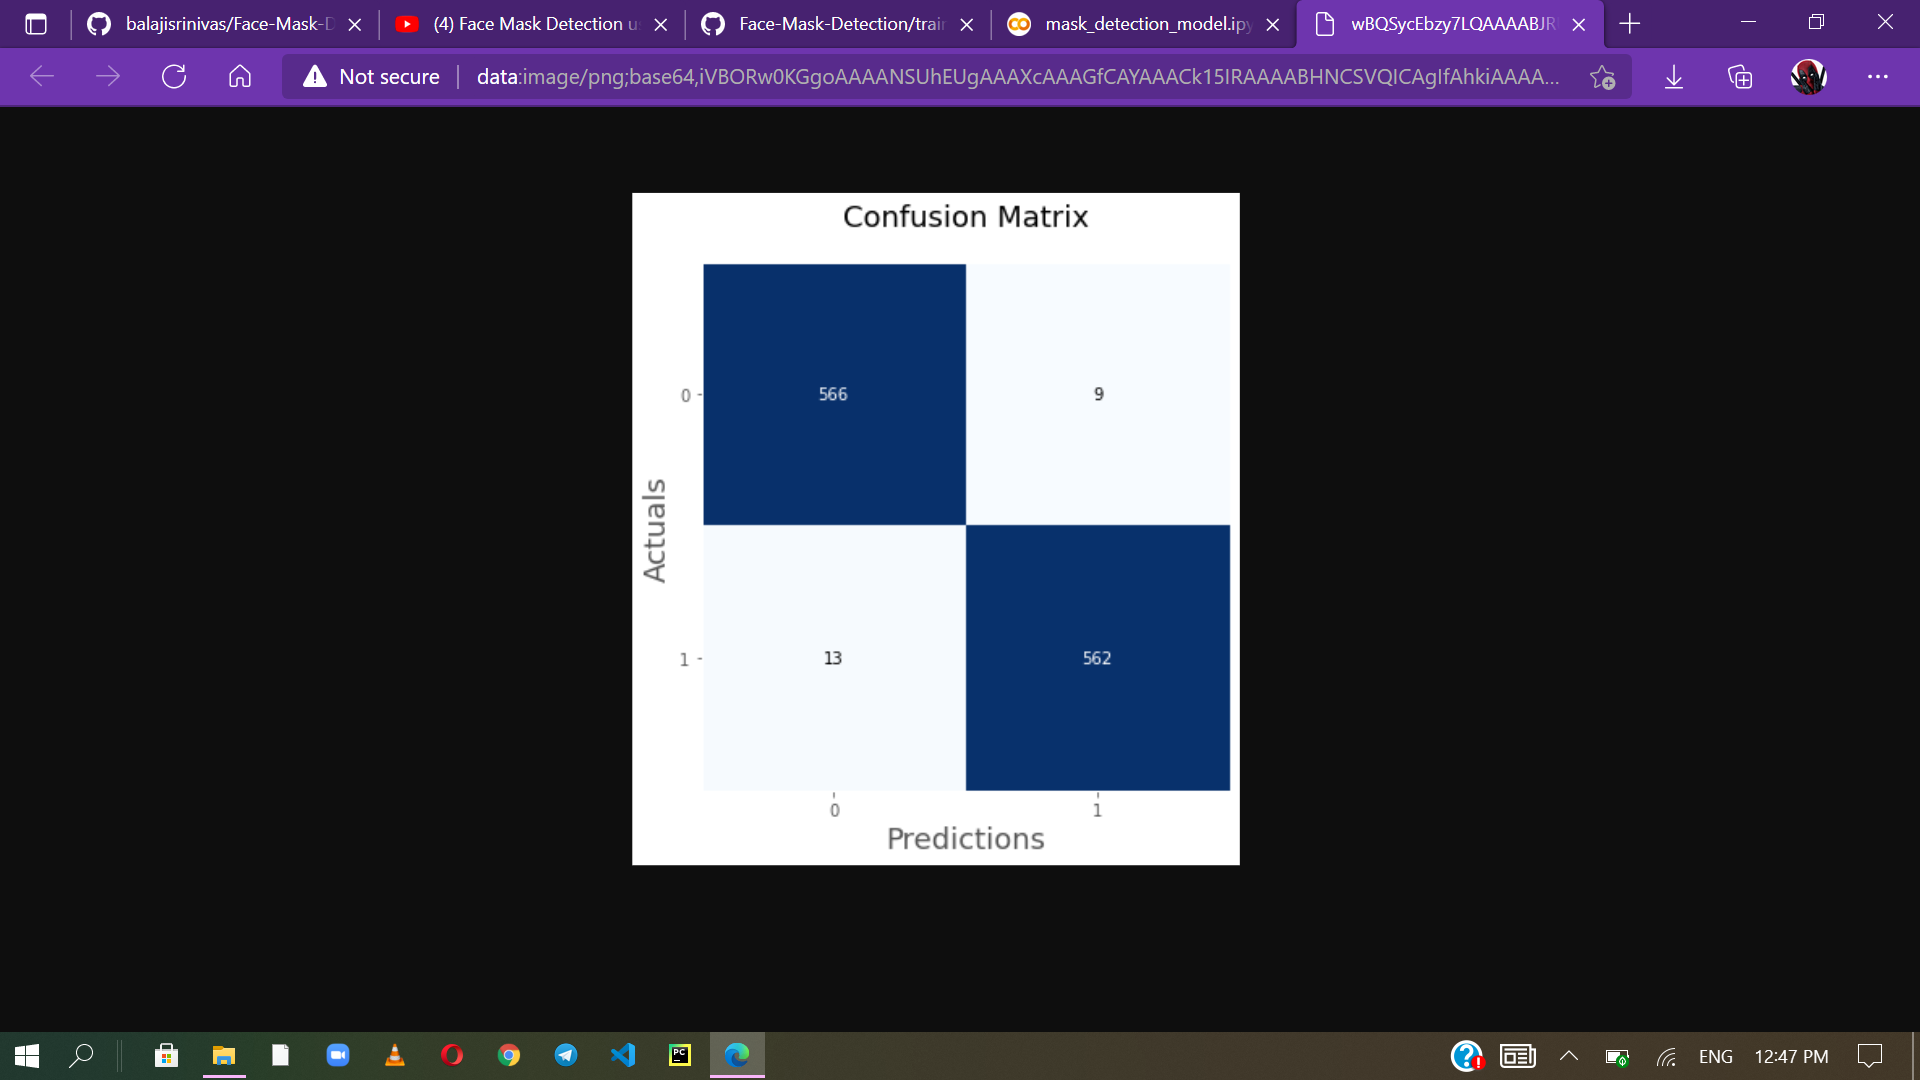 balajisrinivas/Face-Mask-D
(4) Face Mask Detection u
Face-Mask-Detection/trai
mask_detection_model.ipy
wBQSycEbzy7LQAAAABJR
Not secure
data:image/png;base64,iVBORw0KGgoAAAANSUhEUgAAAXcAAAGfCAYAAACk15IRAAAABHNCSVQICAgIfAhkiAAAA...
Confusion Matrix
566
9
0
Actuals
13
562
1
0
1
Predictions
PC
ENG
12:47 PM